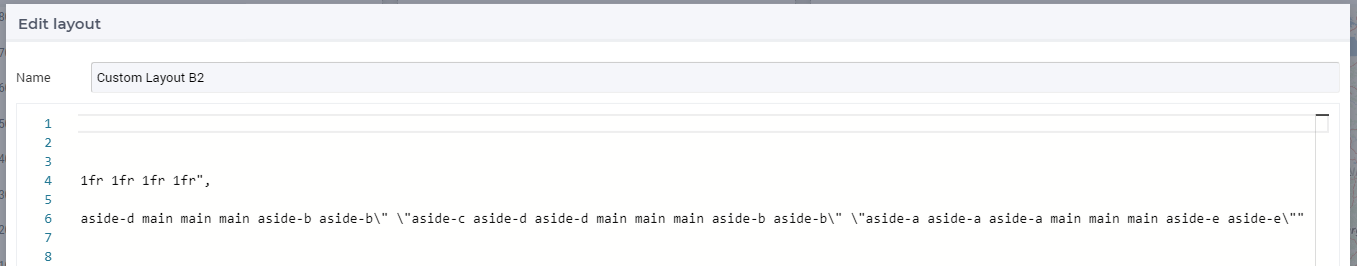 Edit layout
Name
Custom Layout B2
1
2
3
4 1fr 1fr 1fr 1fr",
5
6 aside-d main main main aside-b aside-b\" \"aside-c aside-d aside-d main main main aside-b aside-b\" \"aside-a aside-a aside-a main main main aside-e aside-e\""
7
8